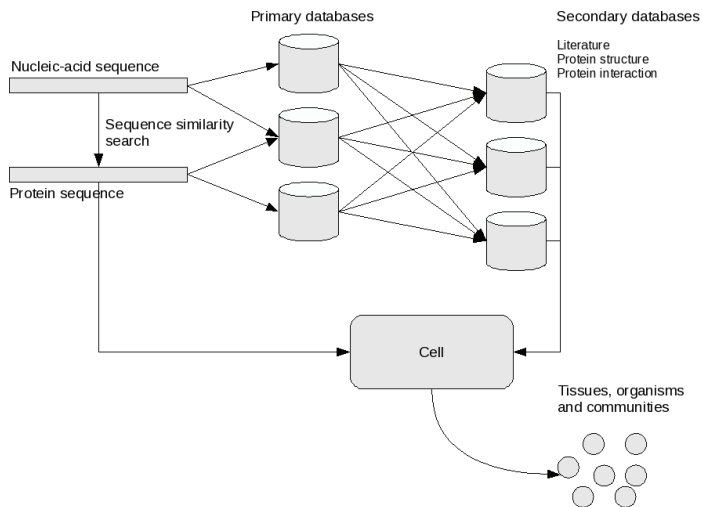 Primary databases
Secondary databases
Literature
Protein structure
Protein interaction
Nucleic-acid sequence
Sequence similarity
search
Protein sequence
Cell
Tissues, organisms
and communities